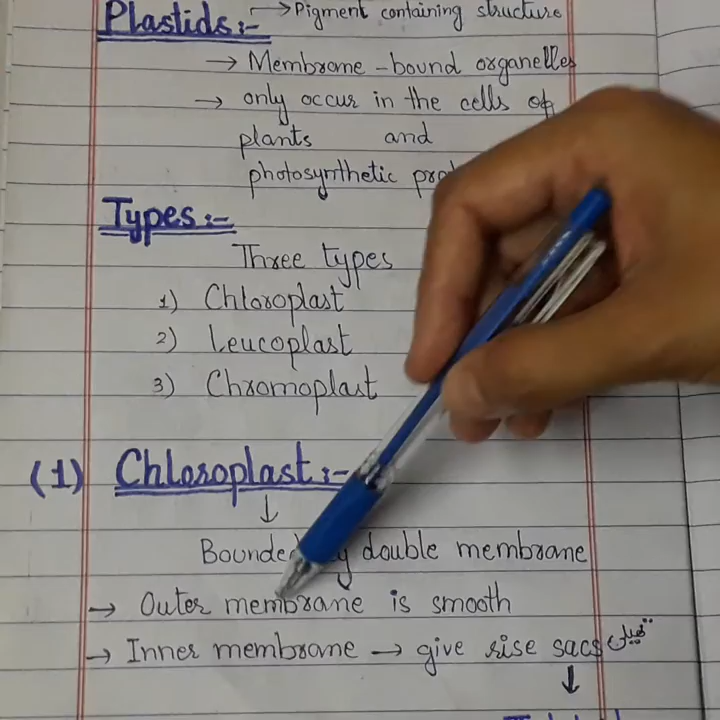 Plastids:- → Pigment containing structure
→ Membrane-bound organelles
→ only occur in the cells of
plants and
photosynthetic
Types:-
Three types
1) Chloroplast
2) Leucoplast
3) Chromoplast
(1) Chloroplast:-
↓
Bounded by double membrane
→ Outer membrane is smooth
→ Inner membrane → give rise sacs
↓